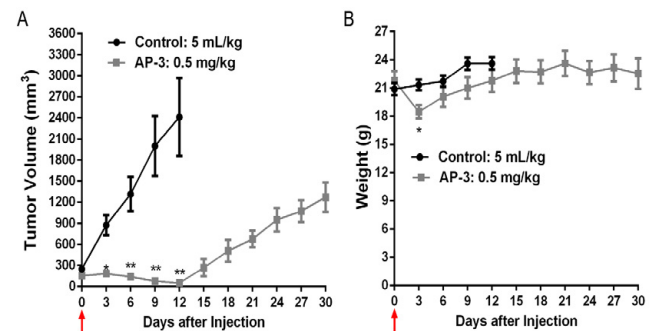 A
Tumor Volume (mm³)
3600
3300
3000
2700
2400
2100
1800
1500
1200
900
600
300
0
Control: 5 mL/kg
AP-3: 0.5 mg/kg
* ** ** **
0 3 6 9 12 15 18 21 24 27 30
Days after Injection
B
Weight (g)
27
24
21
18
15
12
9
6
3
0
*
Control: 5 mL/kg
AP-3: 0.5 mg/kg
0 3 6 9 12 15 18 21 24 27 30
Days after Injection